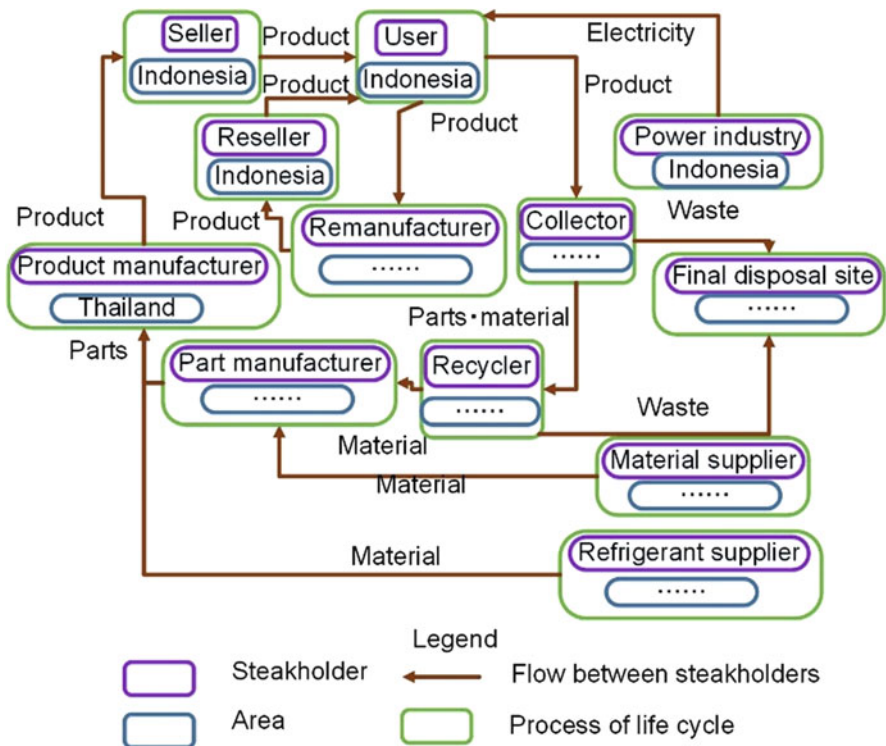 Seller
Product
User
Electricity
Indonesia
Product
Indonesia
Product
Reseller
Product
Power industry
Indonesia
Indonesia
Product
Product
Remanufacturer
Collector
Waste
Product manufacturer
......
......
Final disposal site
Thailand
......
Parts
Parts・material
Part manufacturer
Recycler
......
......
Waste
Material
Material supplier
Material
......
Material
Refrigerant supplier
......
Legend
Steakholder
Flow between steakholders
Area
Process of life cycle